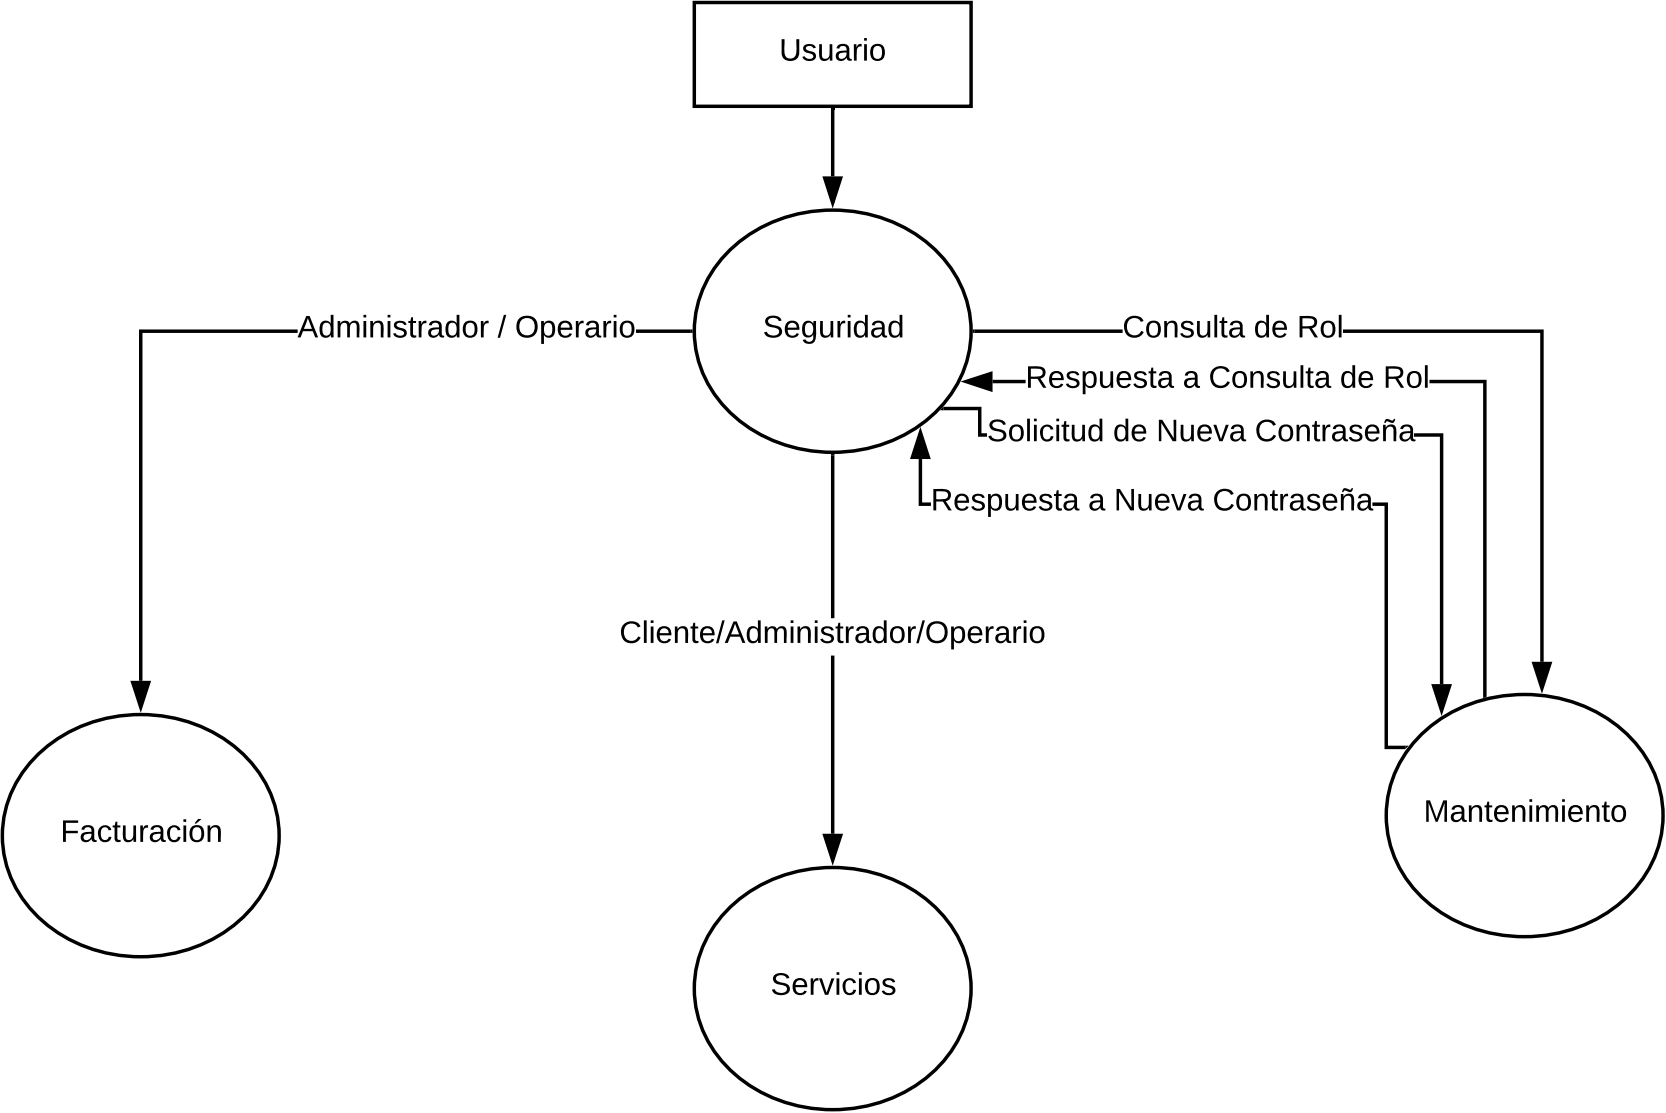 Usuario
Seguridad
Administrador / Operario
Consulta de Rol
Respuesta a Consulta de Rol
Solicitud de Nueva Contraseña
Respuesta a Nueva Contraseña
Cliente/Administrador/Operario
Facturación
Mantenimiento
Servicios